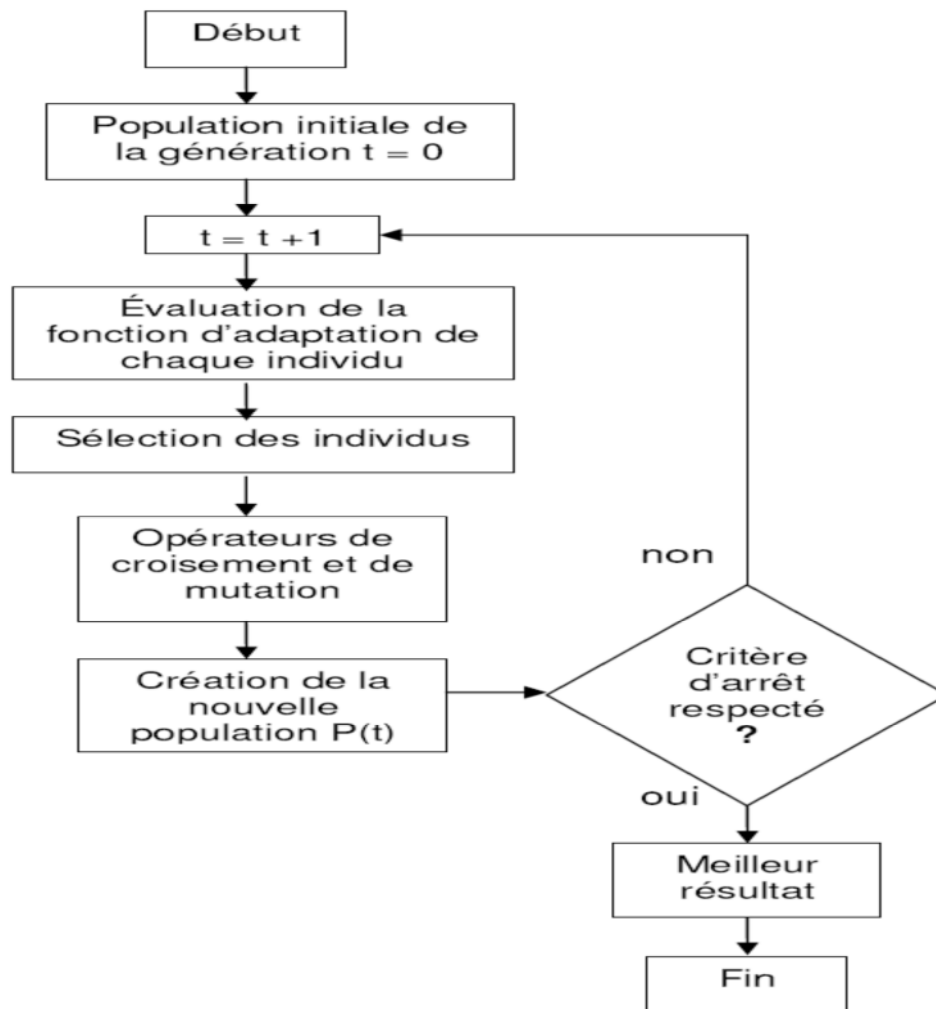 Début
Population initiale de
la génération t = 0
t = t +1
Évaluation de la
fonction d'adaptation de
chaque individu
Sélection des individus
Opérateurs de
croisement et de
mutation
Création de la
nouvelle
population P(t)
non
Critère
d'arrêt
respecté
?
oui
Meilleur
résultat
Fin